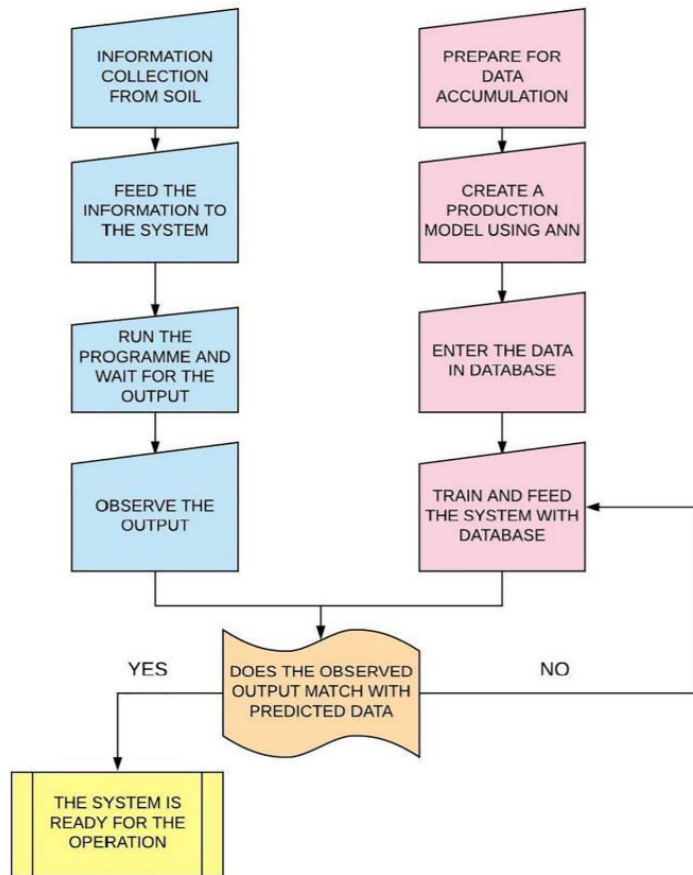 INFORMATION
COLLECTION
FROM SOIL
FEED THE
INFORMATION TO
THE SYSTEM
RUN THE
PROGRAMME AND
WAIT FOR THE
OUTPUT
OBSERVE THE
OUTPUT
PREPARE FOR
DATA
ACCUMULATION
CREATE A
PRODUCTION
MODEL USING ANN
ENTER THE DATA
IN DATABASE
TRAIN AND FEED
THE SYSTEM WITH
DATABASE
DOES THE OBSERVED
OUTPUT MATCH WITH
PREDICTED DATA
YES
NO
THE SYSTEM IS
READY FOR THE
OPERATION